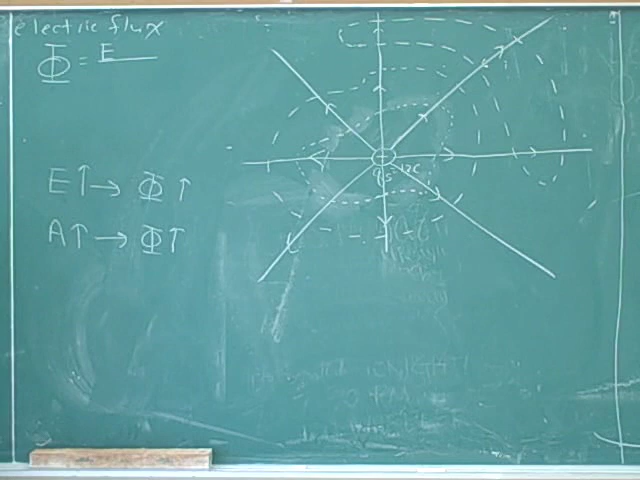 electric flux
Φ = E
E↑→ Φ ↑
A↑→ Φ↑